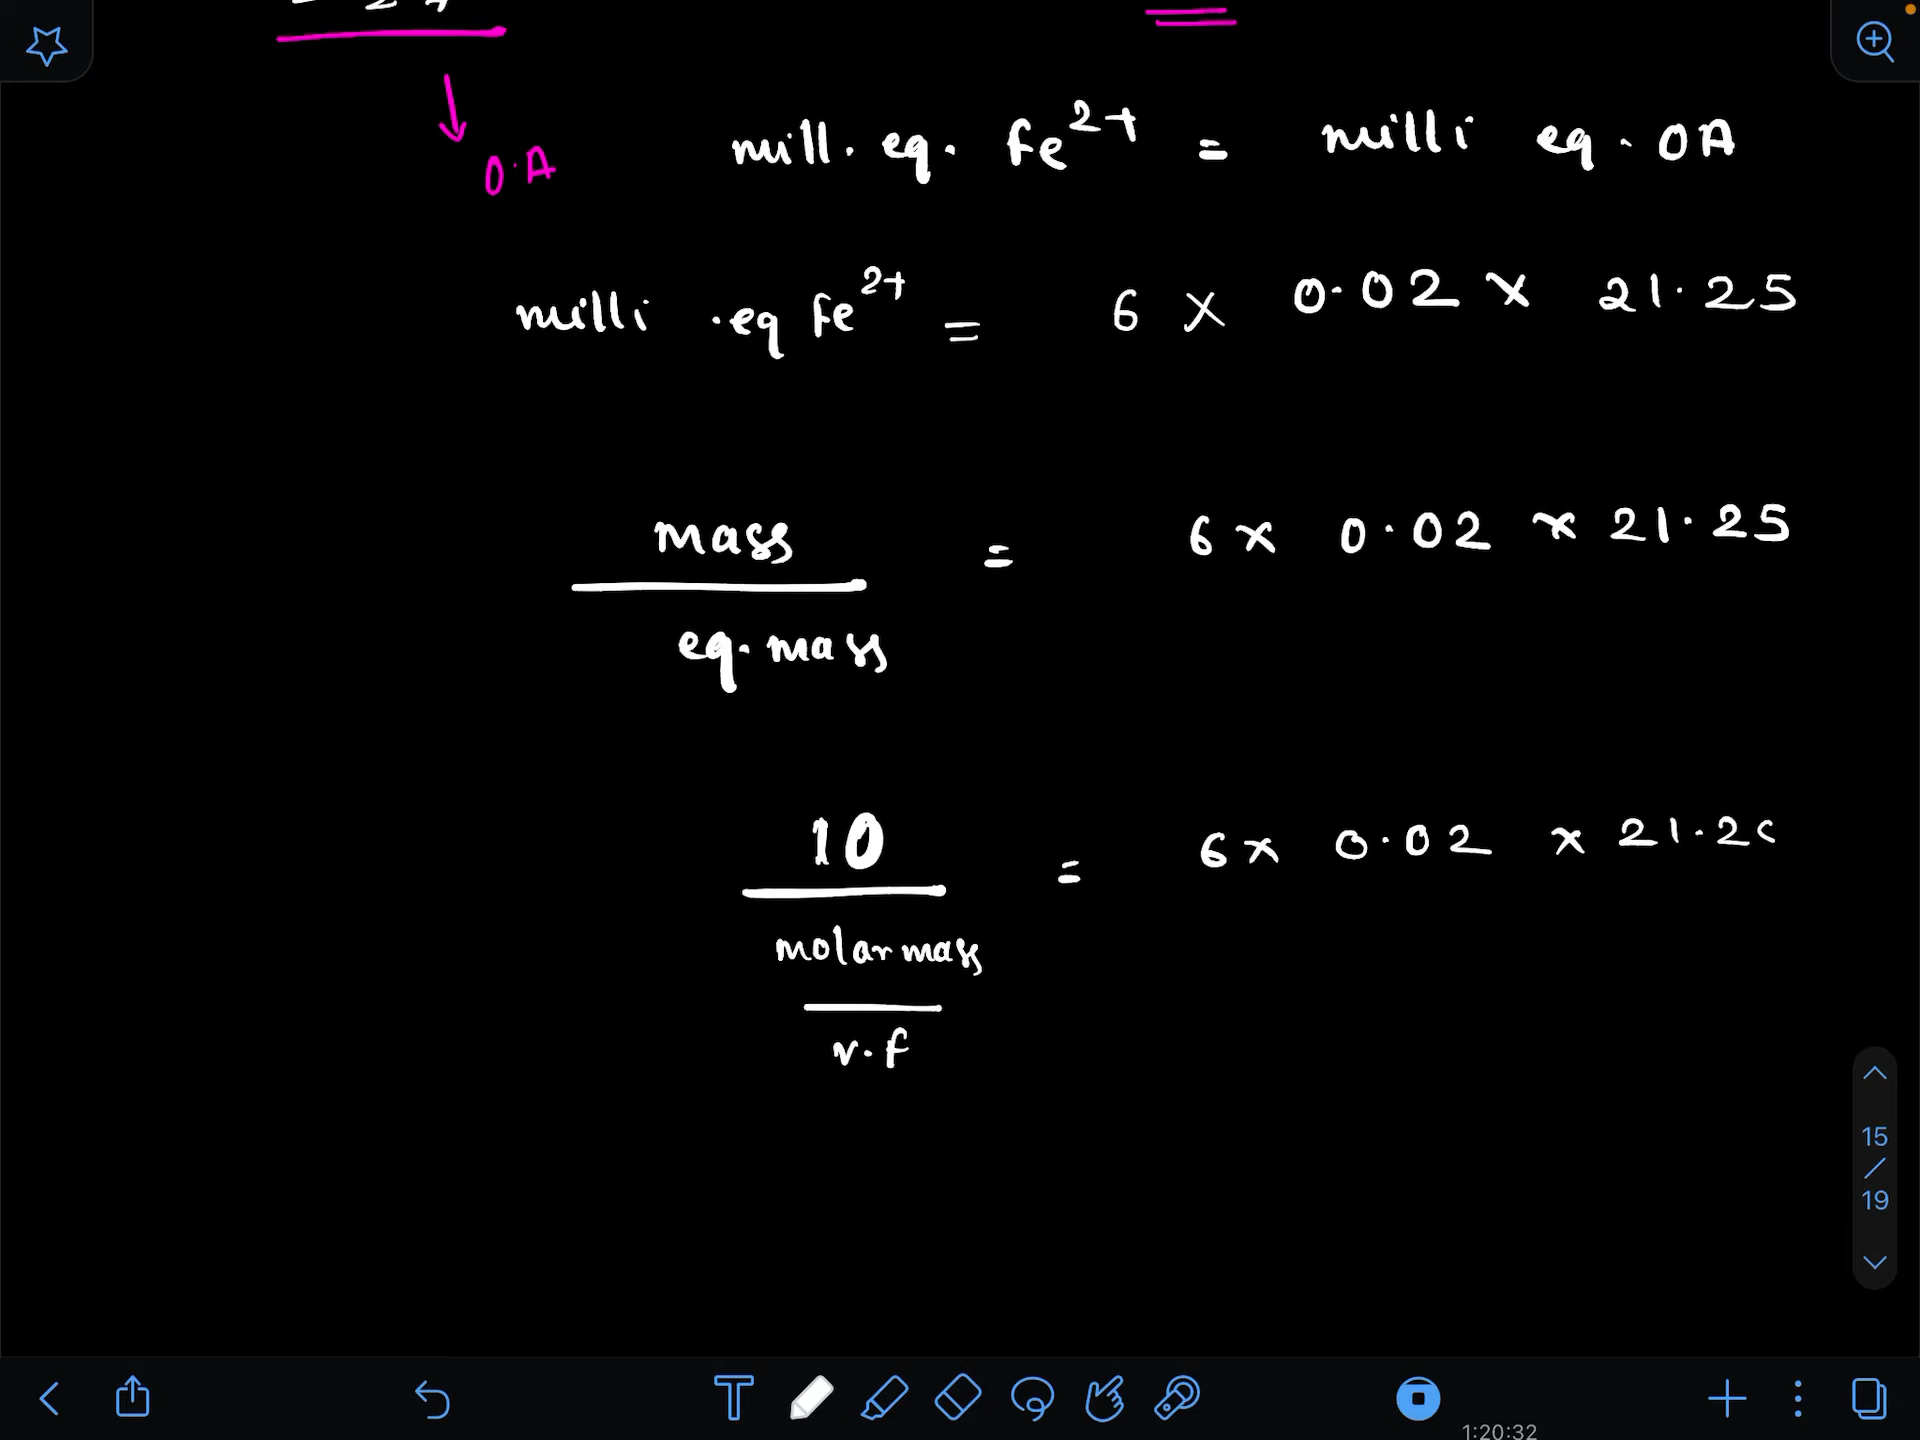 O.A
mill. eq. Fe²⁺ = milli eq. OA
milli .eq Fe²⁺ = 6 x 0.02 x 21.25
mass / eq. mass = 6 x 0.02 x 21.25
10 / (molar mass / v.f) = 6 x 0.02 x 21.2
15
/
19
T
1:20:32